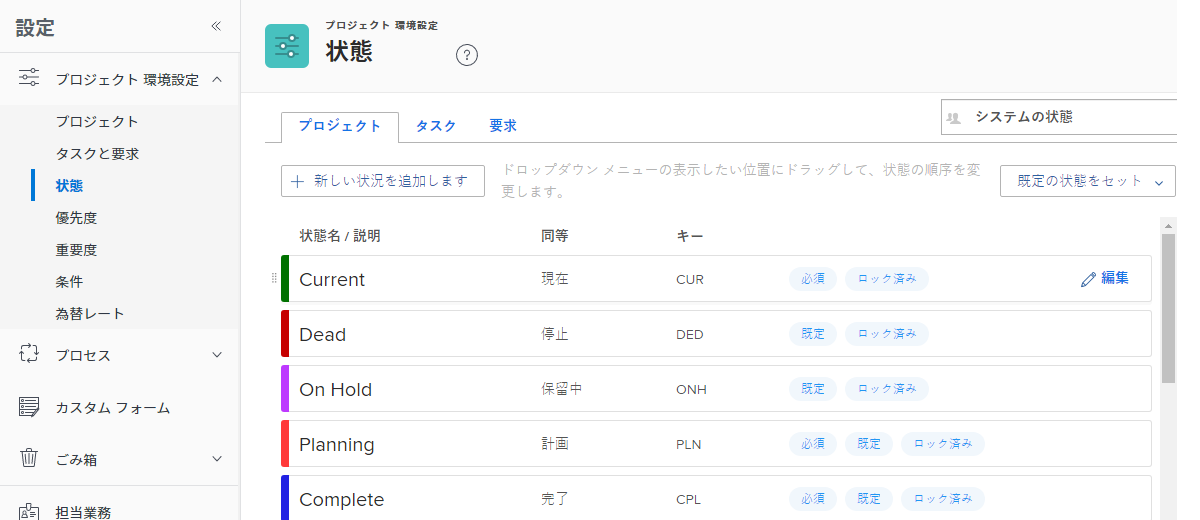 設定
プロジェクト 環境設定
プロジェクト
タスクと要求
状態
優先度
重要度
条件
為替レート
プロセス
カスタム フォーム
ごみ箱
担当業務
プロジェクト 環境設定
状態
?
プロジェクト タスク 要求
システムの状態
新しい状況を追加します
ドロップダウン メニューの表示したい位置にドラッグして、状態の順序を変
更します。
既定の状態をセット
状態名 / 説明 同等 キー
Current 現在 CUR 必須 ロック済み 編集
Dead 停止 DED 既定 ロック済み
On Hold 保留中 ONH 既定 ロック済み
Planning 計画 PLN 必須 既定 ロック済み
Complete 完了 CPL 必須 既定 ロック済み